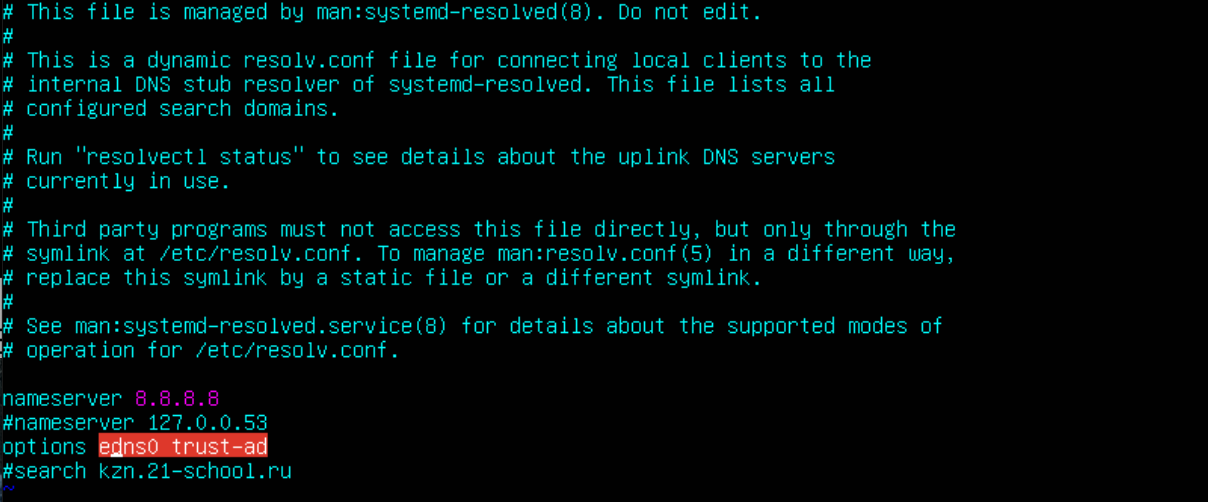 # This file is managed by man:systemd-resolved(8). Do not edit.
#
# This is a dynamic resolv.conf file for connecting local clients to the
# internal DNS stub resolver of systemd-resolved. This file lists all
# configured search domains.
#
# Run "resolvectl status" to see details about the uplink DNS servers
# currently in use.
#
# Third party programs must not access this file directly, but only through the
# symlink at /etc/resolv.conf. To manage man:resolv.conf(5) in a different way,
# replace this symlink by a static file or a different symlink.
#
# See man:systemd-resolved.service(8) for details about the supported modes of
# operation for /etc/resolv.conf.
nameserver 8.8.8.8
#nameserver 127.0.0.53
options edns0 trust-ad
#search kzn.21-school.ru
~